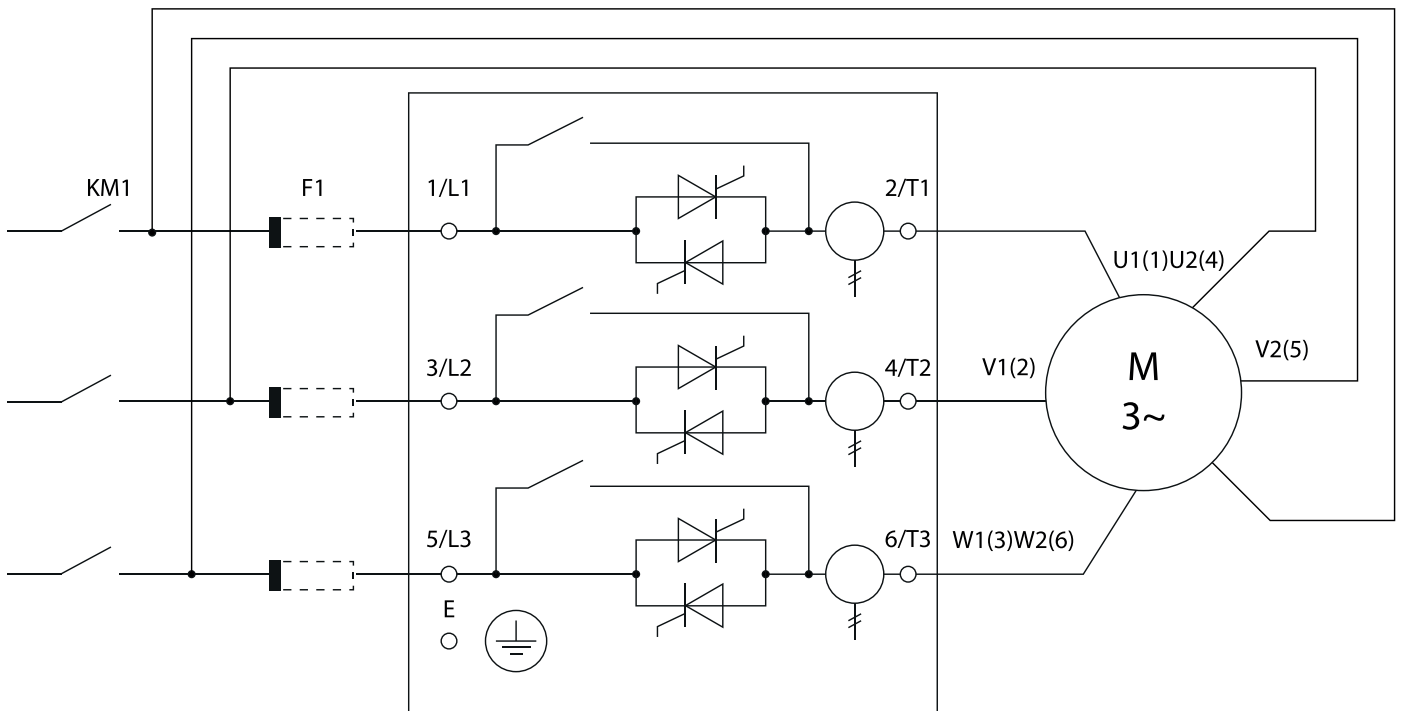 KM1
F1
1/L1
2/T1
U1(1)U2(4)
3/L2
4/T2
V1(2)
V2(5)
M
3~
5/L3
6/T3
W1(3)W2(6)
E